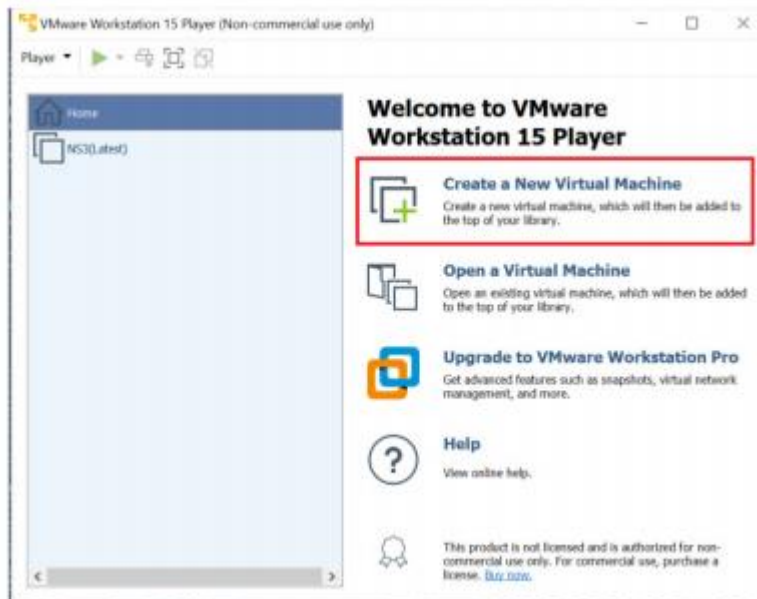 VMware Workstation 15 Player (Non-commercial use only)
Player
Home
NS3(Latest)
Welcome to VMware
Workstation 15 Player
Create a New Virtual Machine
Create a new virtual machine, which will then be added to
the top of your library.
Open a Virtual Machine
Open an existing virtual machine, which will then be added
to the top of your library.
Upgrade to VMware Workstation Pro
Get advanced features such as snapshots, virtual network
management, and more.
?
Help
View online help.
This product is not licensed and is authorized for non-
commercial use only. For commercial use, purchase a
license. Buy now.